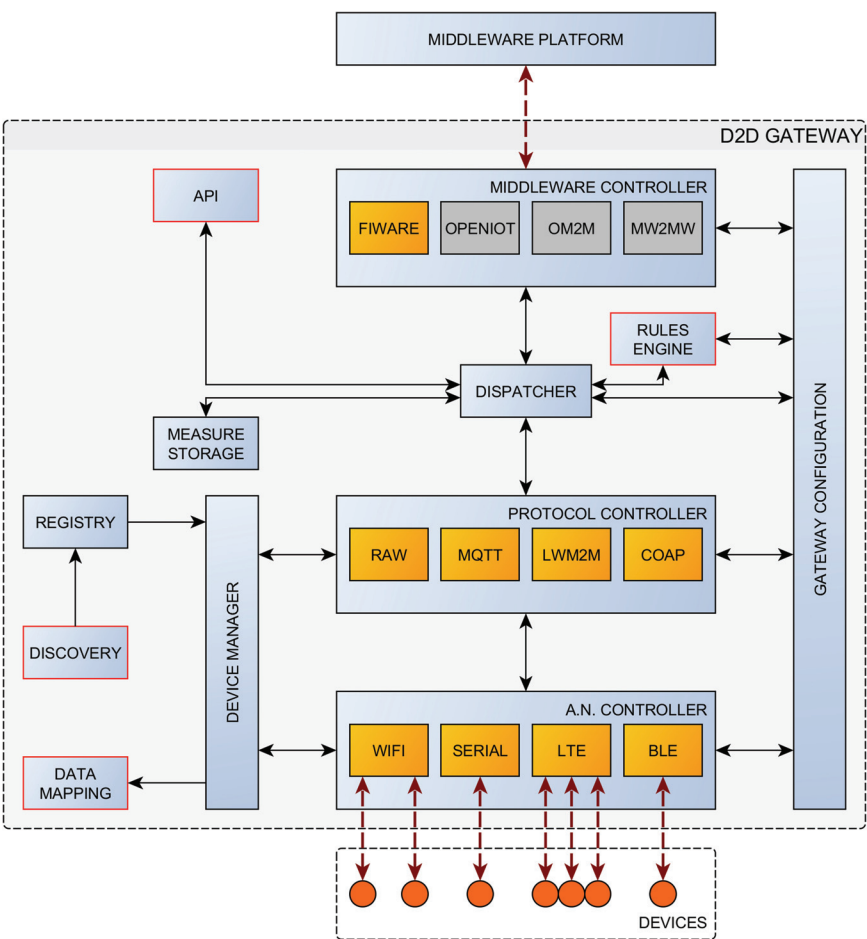 MIDDLEWARE PLATFORM
D2D GATEWAY
API
MIDDLEWARE CONTROLLER
FIWARE
OPENIOT
OM2M
MW2MW
RULES
ENGINE
DISPATCHER
MEASURE
STORAGE
GATEWAY CONFIGURATION
REGISTRY
DISCOVERY
DATA
MAPPING
DEVICE MANAGER
PROTOCOL CONTROLLER
RAW
MQTT
LWM2M
COAP
A.N. CONTROLLER
WIFI
SERIAL
LTE
BLE
DEVICES